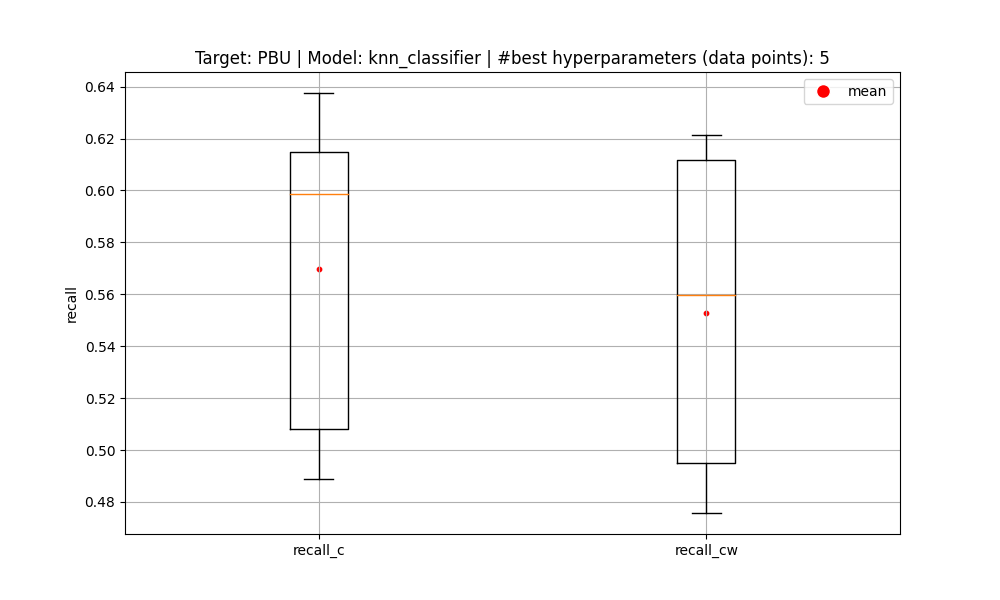 Target: PBU | Model: knn_classifier | #best hyperparameters (data points): 5
mean
0.64
0.62
0.60
0.58
0.56
0.54
0.52
0.50
0.48
recall
recall_c
recall_cw